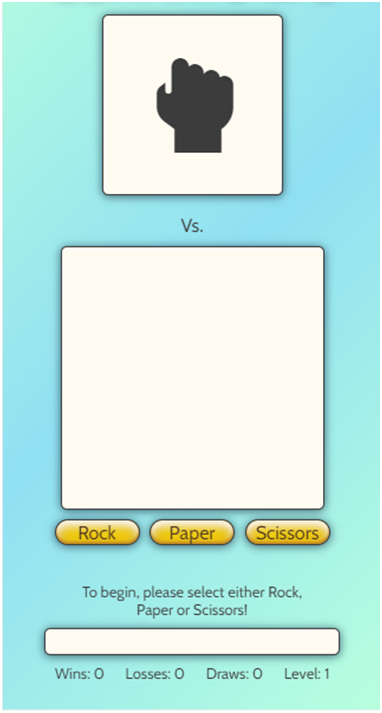 Vs.
Rock Paper Scissors
To begin, please select either Rock,
Paper or Scissors!
Wins: 0 Losses: 0 Draws: 0 Level: 1